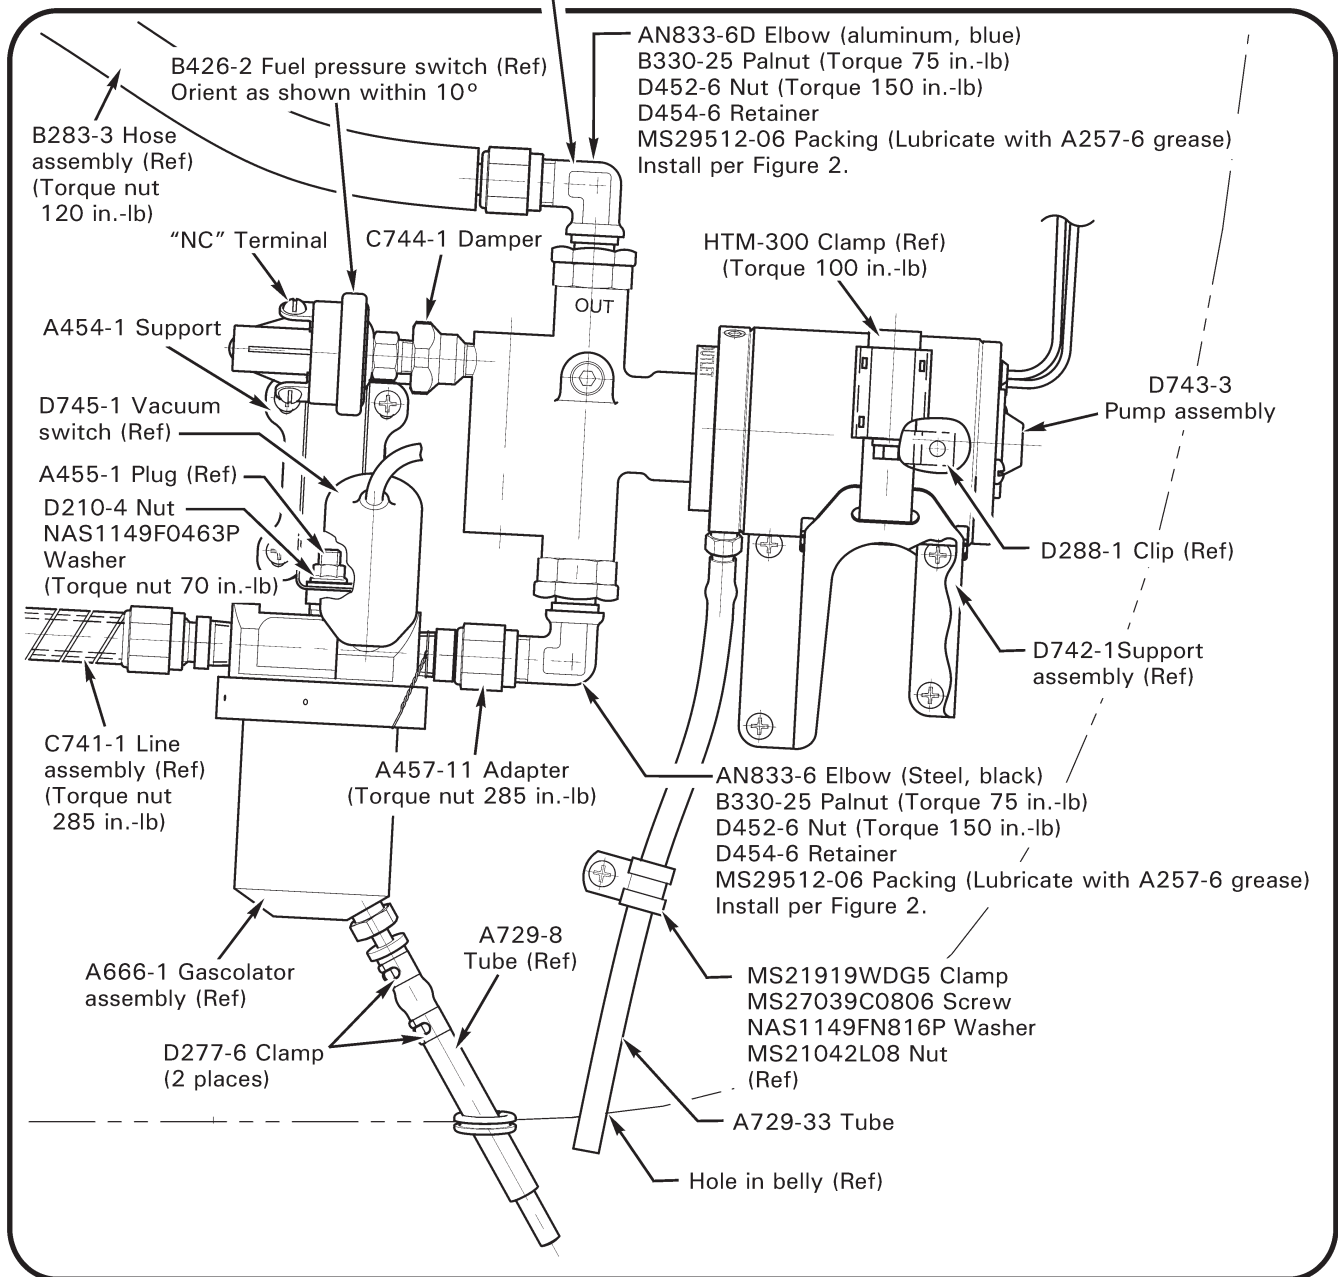 AN833-6D Elbow (aluminum, blue)
B330-25 Palnut (Torque 75 in.-lb)
D452-6 Nut (Torque 150 in.-lb)
D454-6 Retainer
MS29512-06 Packing (Lubricate with A257-6 grease)
Install per Figure 2.
B426-2 Fuel pressure switch (Ref)
Orient as shown within 10º
B283-3 Hose
assembly (Ref)
(Torque nut
120 in.-lb)
“NC” Terminal
C744-1 Damper
HTM-300 Clamp (Ref)
(Torque 100 in.-lb)
OUT
A454-1 Support
OUTLET
D743-3
Pump assembly
D745-1 Vacuum
switch (Ref)
A455-1 Plug (Ref)
D210-4 Nut
NAS1149F0463P
Washer
(Torque nut 70 in.-lb)
D288-1 Clip (Ref)
D742-1Support
assembly (Ref)
C741-1 Line
assembly (Ref)
(Torque nut
285 in.-lb)
A457-11 Adapter
(Torque nut 285 in.-lb)
AN833-6 Elbow (Steel, black)
B330-25 Palnut (Torque 75 in.-lb)
D452-6 Nut (Torque 150 in.-lb)
D454-6 Retainer
MS29512-06 Packing (Lubricate with A257-6 grease)
Install per Figure 2.
A729-8
Tube (Ref)
A666-1 Gascolator
assembly (Ref)
MS21919WDG5 Clamp
MS27039C0806 Screw
NAS1149FN816P Washer
MS21042L08 Nut
(Ref)
D277-6 Clamp
(2 places)
A729-33 Tube
Hole in belly (Ref)